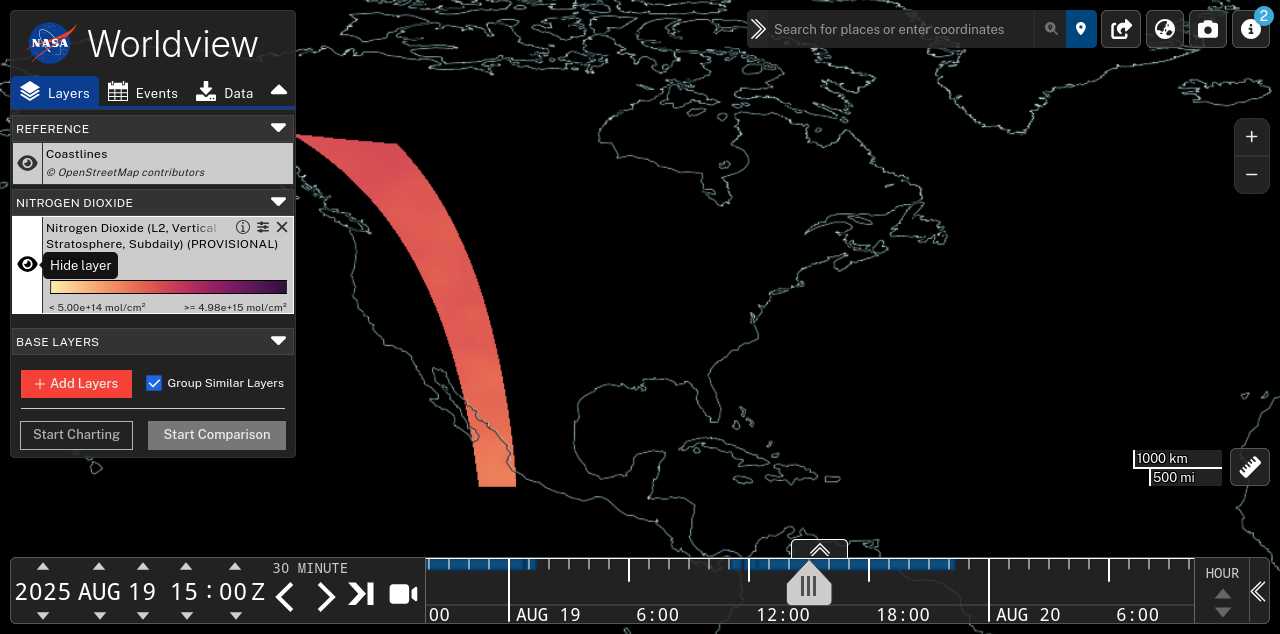 NASA
Worldview
Layers
Events
Data
REFERENCE
Coastlines
© OpenStreetMap contributors
NITROGEN DIOXIDE
Nitrogen Dioxide (L2, Vertical
Stratosphere, Subdaily) (PROVISIONAL)
Hide layer
< 5.00e+14 mol/cm² >= 4.98e+15 mol/cm²
BASE LAYERS
+ Add Layers
Group Similar Layers
Start Charting
Start Comparison
Search for places or enter coordinates
2
+
−
1000 km
500 mi
2025 AUG 19 15 : 00 Z
30 MINUTE
00 AUG 19 6:00 12:00 18:00 AUG 20 6:00
HOUR